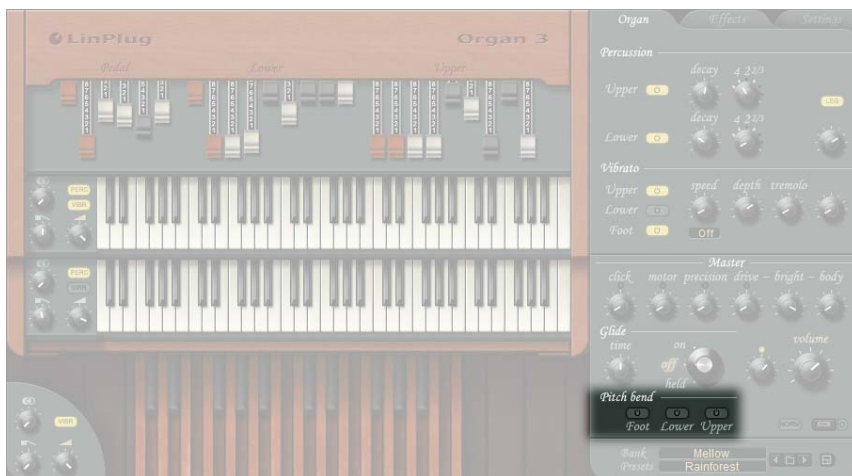 LinPlug
Organ 3
Pedal Lower Upper
Organ Effects Settings
Percussion
decay 4 2 2/3
Upper
LESS
decay 4 2 2/3
Lower
Vibrato
Upper speed depth tremolo
Lower
Foot Off
PERC
VIBR
PERC
VIBR
VIBR
Master
click motor precision drive – bright – body
Glide
time on volume
off
held
Pitch bend
Foot Lower Upper
Bank Mellow
Presets Rainforest